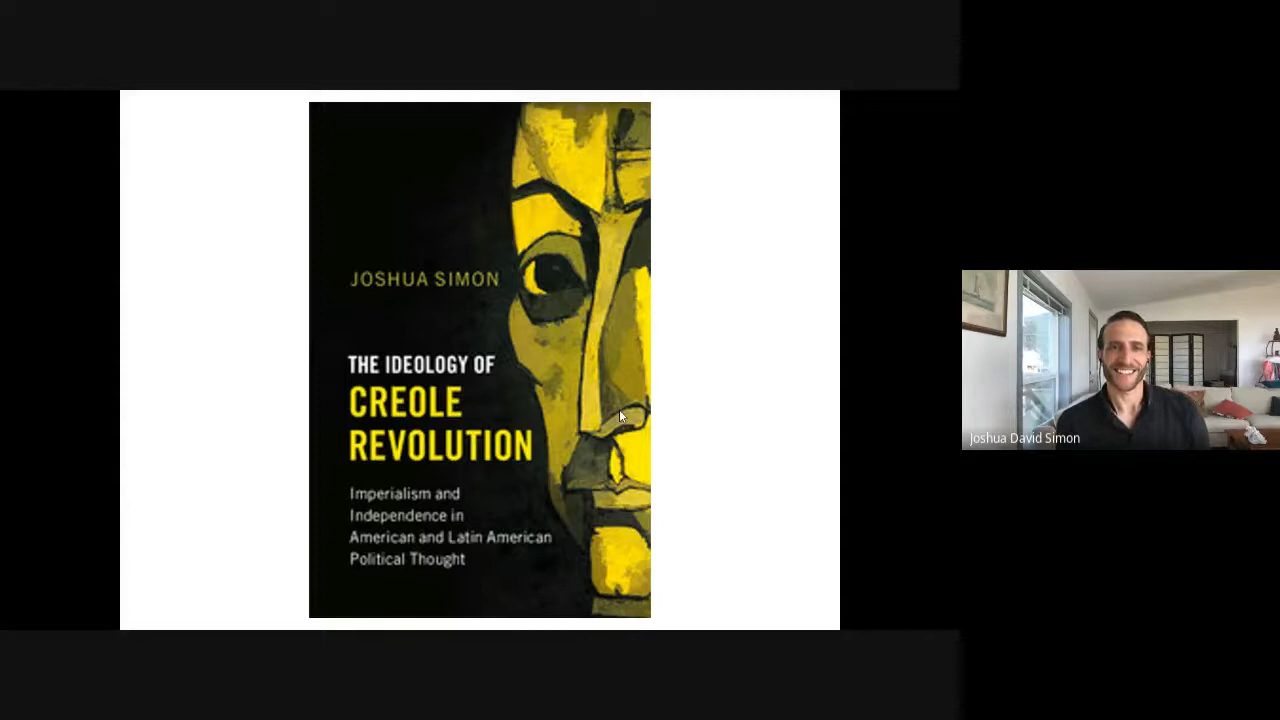 JOSHUA SIMON
THE IDEOLOGY OF
CREOLE
REVOLUTION
Imperialism and
Independence in
American and Latin American
Political Thought
Joshua David Simon